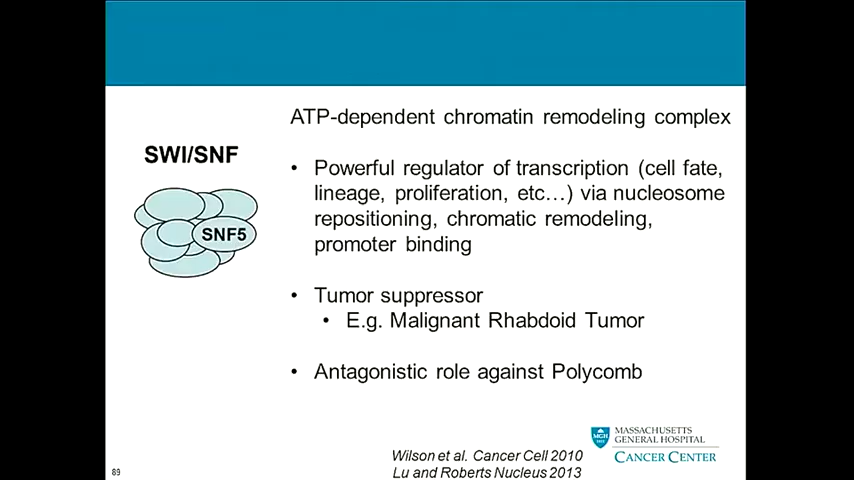 ATP-dependent chromatin remodeling complex
SWI/SNF
SNF5
• Powerful regulator of transcription (cell fate,
lineage, proliferation, etc…) via nucleosome
repositioning, chromatic remodeling,
promoter binding
• Tumor suppressor
• E.g. Malignant Rhabdoid Tumor
• Antagonistic role against Polycomb
Wilson et al. Cancer Cell 2010
Lu and Roberts Nucleus 2013
MGH
MASSACHUSETTS
GENERAL HOSPITAL
CANCER CENTER
89